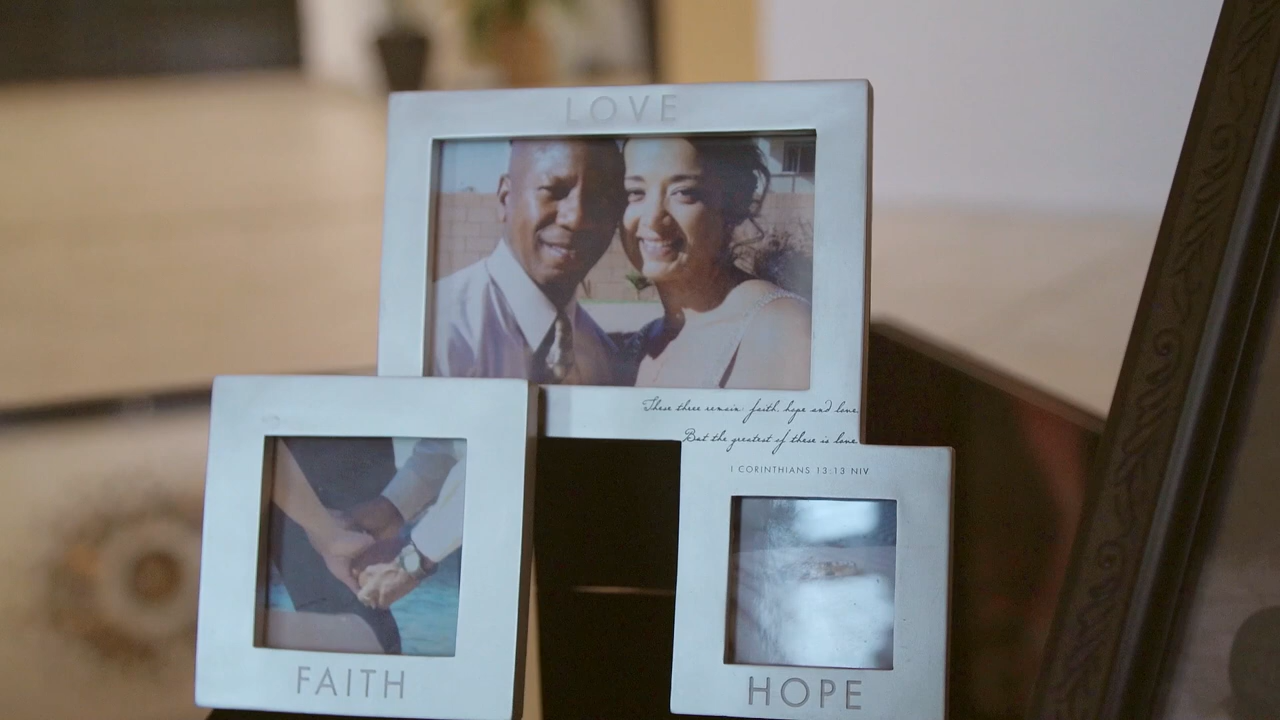 LOVE
These three remain: faith, hope and love.
But the greatest of these is love.
1 CORINTHIANS 13:13 NIV
FAITH
HOPE